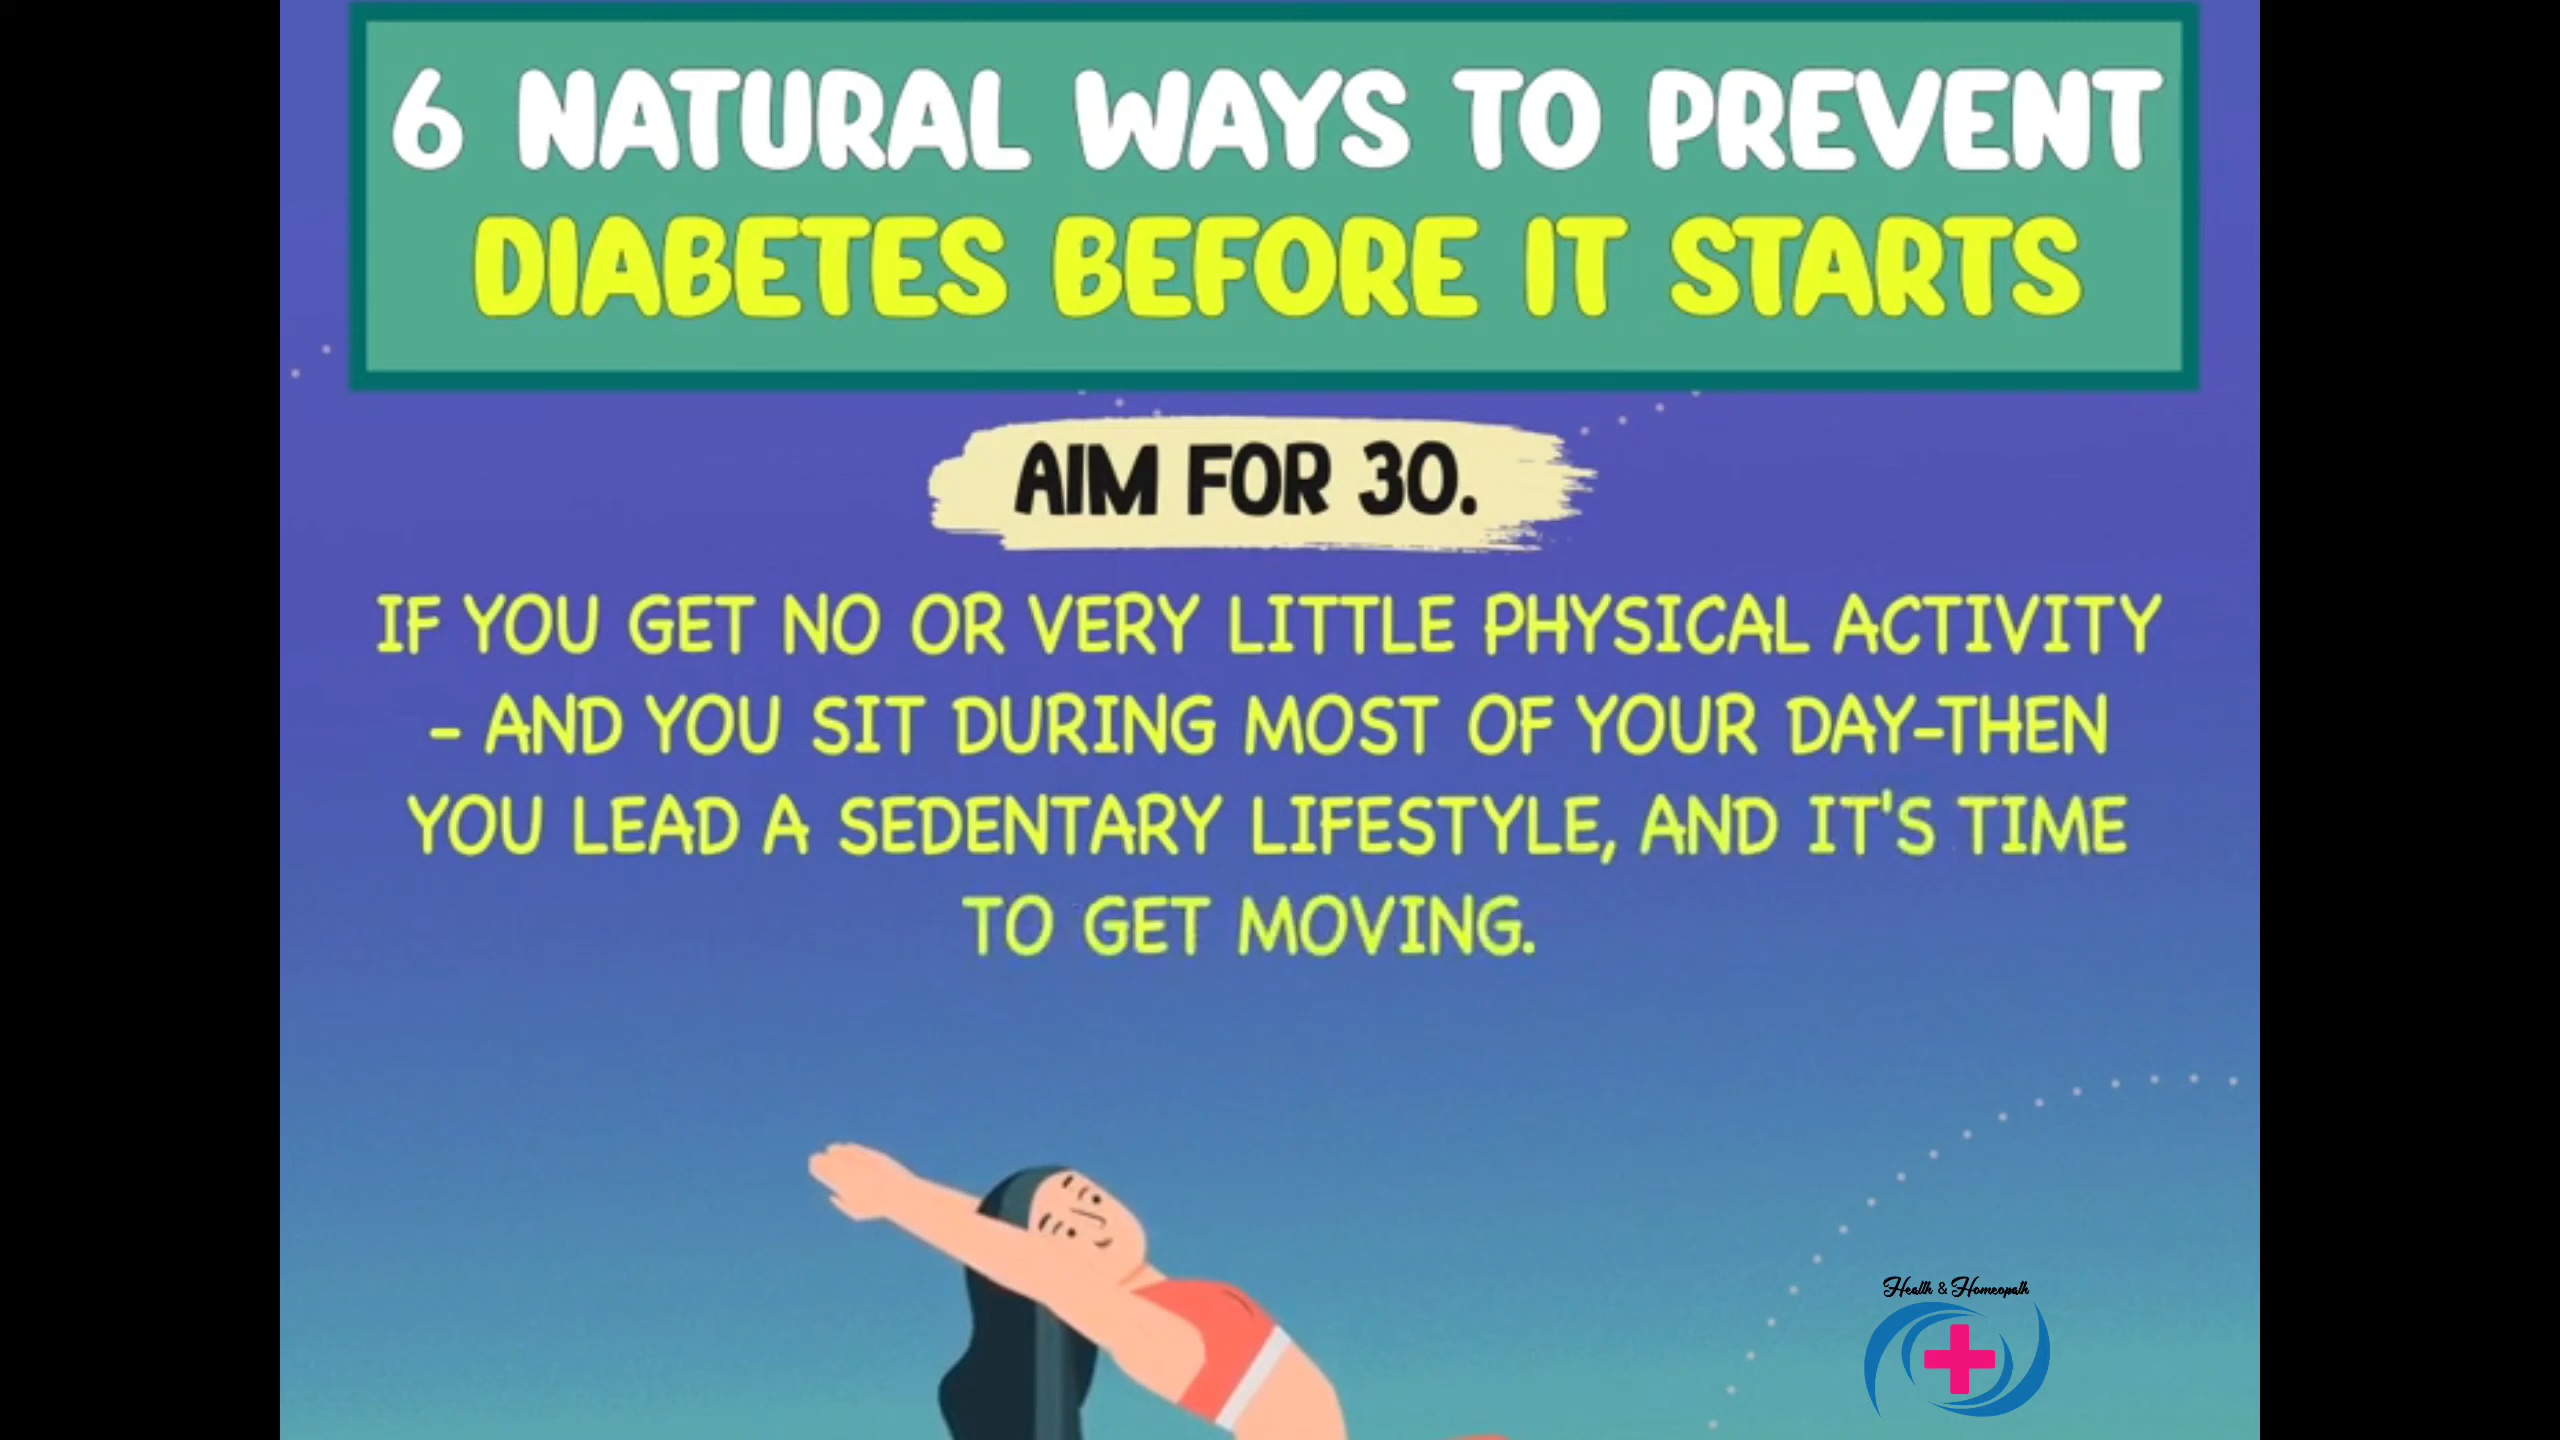 6 NATURAL WAYS TO PREVENT
DIABETES BEFORE IT STARTS
AIM FOR 30.
IF YOU GET NO OR VERY LITTLE PHYSICAL ACTIVITY
- AND YOU SIT DURING MOST OF YOUR DAY-THEN
YOU LEAD A SEDENTARY LIFESTYLE, AND IT'S TIME
TO GET MOVING.
Health & Homeopath